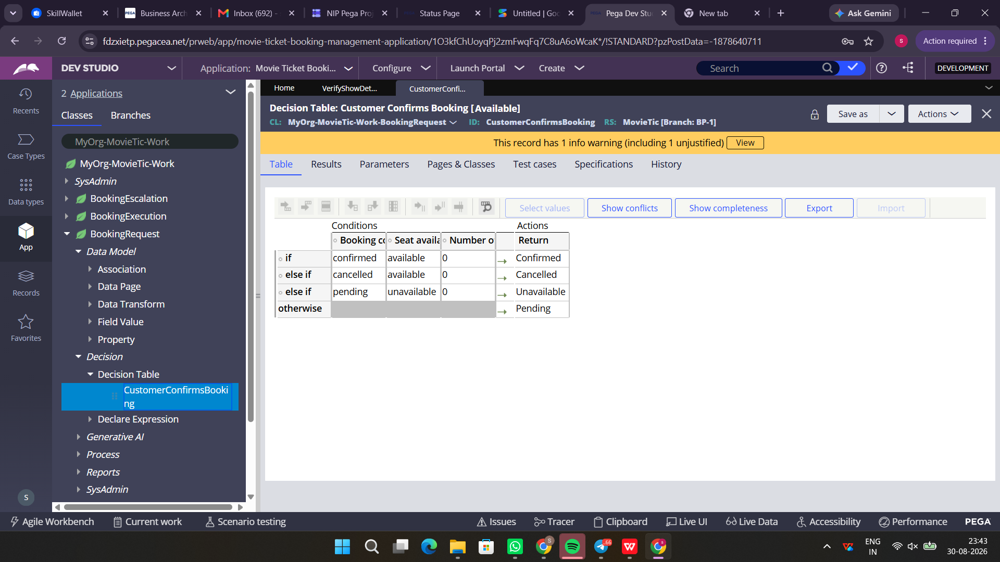 SkillWallet
Business Arch
Inbox (692) -
NIP Pega Proj
Status Page
Untitled | Goo
Pega Dev Stu
New tab
Ask Gemini
fdzxietp.pegacea.net/prweb/app/movie-ticket-booking-management-application/1O3kfChUoyqPj2zmFwqFq7C8uA6oWcaK*/!STANDARD?pzPostData=-1878640711
S
Action required
DEV STUDIO
Application: Movie Ticket Booki...
Configure
Launch Portal
Create
Search
DEVELOPMENT
Recents
Case Types
Data types
App
Records
Favorites
S
2 Applications
Classes
Branches
MyOrg-MovieTic-Work
MyOrg-MovieTic-Work
SysAdmin
BookingEscalation
BookingExecution
BookingRequest
Data Model
Association
Data Page
Data Transform
Field Value
Property
Decision
Decision Table
CustomerConfirmsBooki
ng
Declare Expression
Generative AI
Process
Reports
SysAdmin
Home
VerifyShowDet...
CustomerConfi...
Decision Table: Customer Confirms Booking [Available]
CL: MyOrg-MovieTic-Work-BookingRequest ID: CustomerConfirmsBooking RS: MovieTic [Branch: BP-1]
Save as
Actions
This record has 1 info warning (including 1 unjustified) View
Table
Results
Parameters
Pages & Classes
Test cases
Specifications
History
Select values
Show conflicts
Show completeness
Export
Import
Conditions
Actions
Booking co
Seat availa
Number o
Return
if confirmed available 0 Confirmed
else if cancelled available 0 Cancelled
else if pending unavailable 0 Unavailable
otherwise Pending
Agile Workbench
Current work
Scenario testing
Issues
Tracer
Clipboard
Live UI
Live Data
Accessibility
Performance
PEGA
66
ENG
IN
23:43
30-08-2026